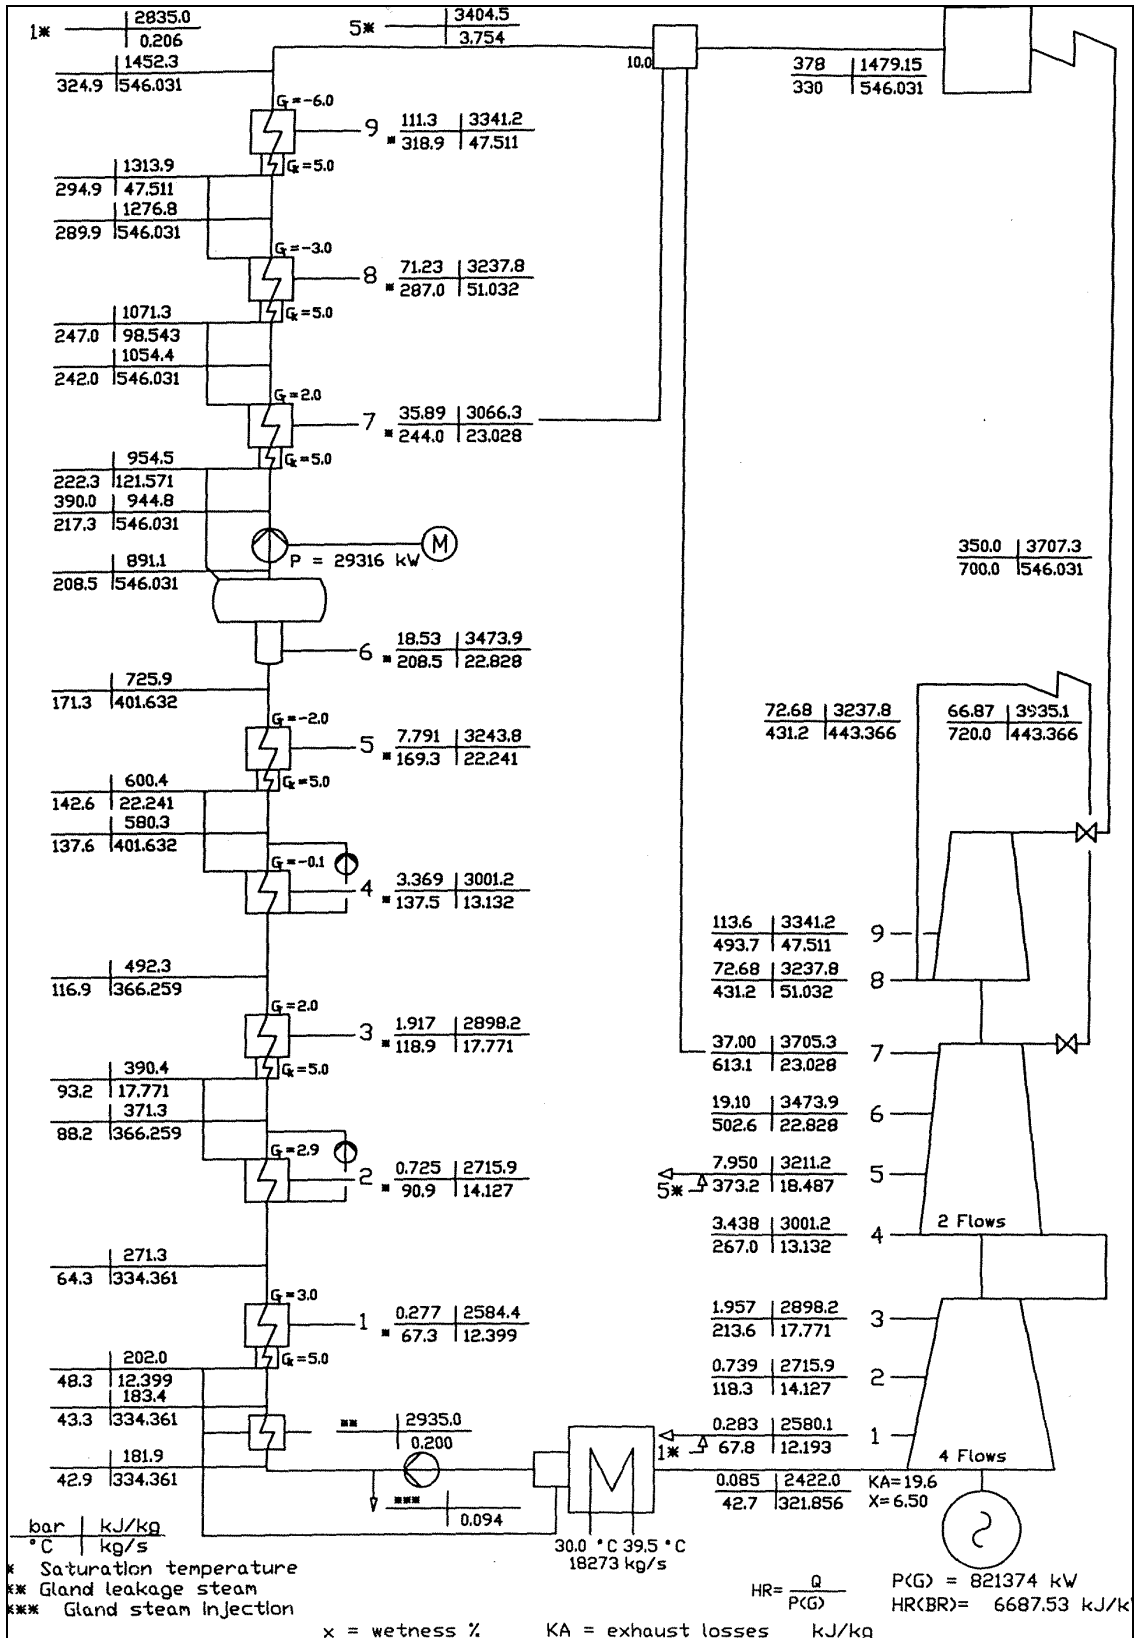 1* 2835.0
0.206
5* 3404.5
3.754
1452.3
324.9 546.031
10.0
378 1479.15
330 546.031
G=-6.0
9 111.3 3341.2
* 318.9 47.511
Gk=5.0
1313.9
294.9 47.511
1276.8
289.9 546.031
G=-3.0
8 71.23 3237.8
* 287.0 51.032
Gk=5.0
1071.3
247.0 98.543
1054.4
242.0 546.031
G=2.0
7 35.89 3066.3
* 244.0 23.028
Gk=5.0
954.5
222.3 121.571
390.0 944.8
217.3 546.031
M
P = 29316 kW
891.1
208.5 546.031
350.0 3707.3
700.0 546.031
6 18.53 3473.9
* 208.5 22.828
725.9
171.3 401.632
G=-2.0
5 7.791 3243.8
* 169.3 22.241
Gk=5.0
72.68 3237.8
431.2 443.366
66.87 3935.1
720.0 443.366
600.4
142.6 22.241
580.3
137.6 401.632
G=-0.1
4 3.369 3001.2
* 137.5 13.132
113.6 3341.2
493.7 47.511
9
72.68 3237.8
431.2 51.032
8
492.3
116.9 366.259
G=2.0
3 1.917 2898.2
* 118.9 17.771
Gk=5.0
37.00 3705.3
613.1 23.028
7
390.4
93.2 17.771
371.3
88.2 366.259
19.10 3473.9
502.6 22.828
6
G=2.9
2 0.725 2715.9
* 90.9 14.127
7.950 3211.2
373.2 18.487
5
5*
3.438 3001.2
267.0 13.132
4
2 Flows
271.3
64.3 334.361
G=3.0
1 0.277 2584.4
* 67.3 12.399
Gk=5.0
1.957 2898.2
213.6 17.771
3
202.0
48.3 12.399
183.4
43.3 334.361
0.739 2715.9
118.3 14.127
2
** 2935.0
0.200
0.283 2580.1
67.8 12.193
1
1*
4 Flows
181.9
42.9 334.361
0.085 2422.0
42.7 321.856
KA=19.6
X=6.50
***
0.094
30.0 °C 39.5 °C
18273 kg/s
bar kJ/kg
°C kg/s
* Saturation temperature
** Gland leakage steam
*** Gland steam injection
HR= Q
P(G)
P(G) = 821374 kW
HR(BR)= 6687.53 kJ/k
x = wetness % KA = exhaust losses kJ/kg